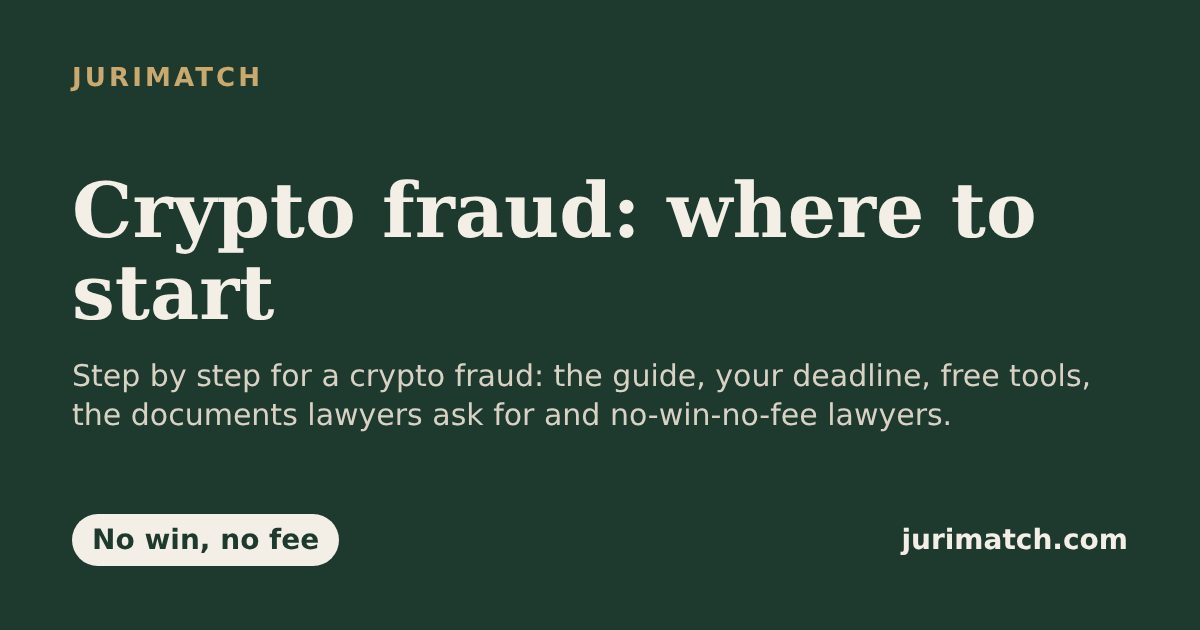 JURIMATCH
Crypto fraud: where to
start
Step by step for a crypto fraud: the guide, your deadline, free tools,
the documents lawyers ask for and no-win-no-fee lawyers.
No win, no fee
jurimatch.com